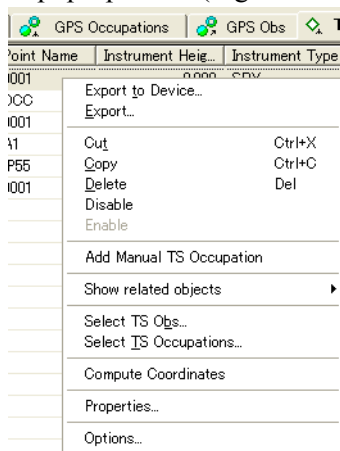 GPS Occupations GPS Obs T
Point Name Instrument Heig... Instrument Type
Export to Device...
Export...
Cut Ctrl+X
Copy Ctrl+C
Delete Del
Disable
Enable
Add Manual TS Occupation
Show related objects
Select TS Obs...
Select TS Occupations...
Compute Coordinates
Properties...
Options...